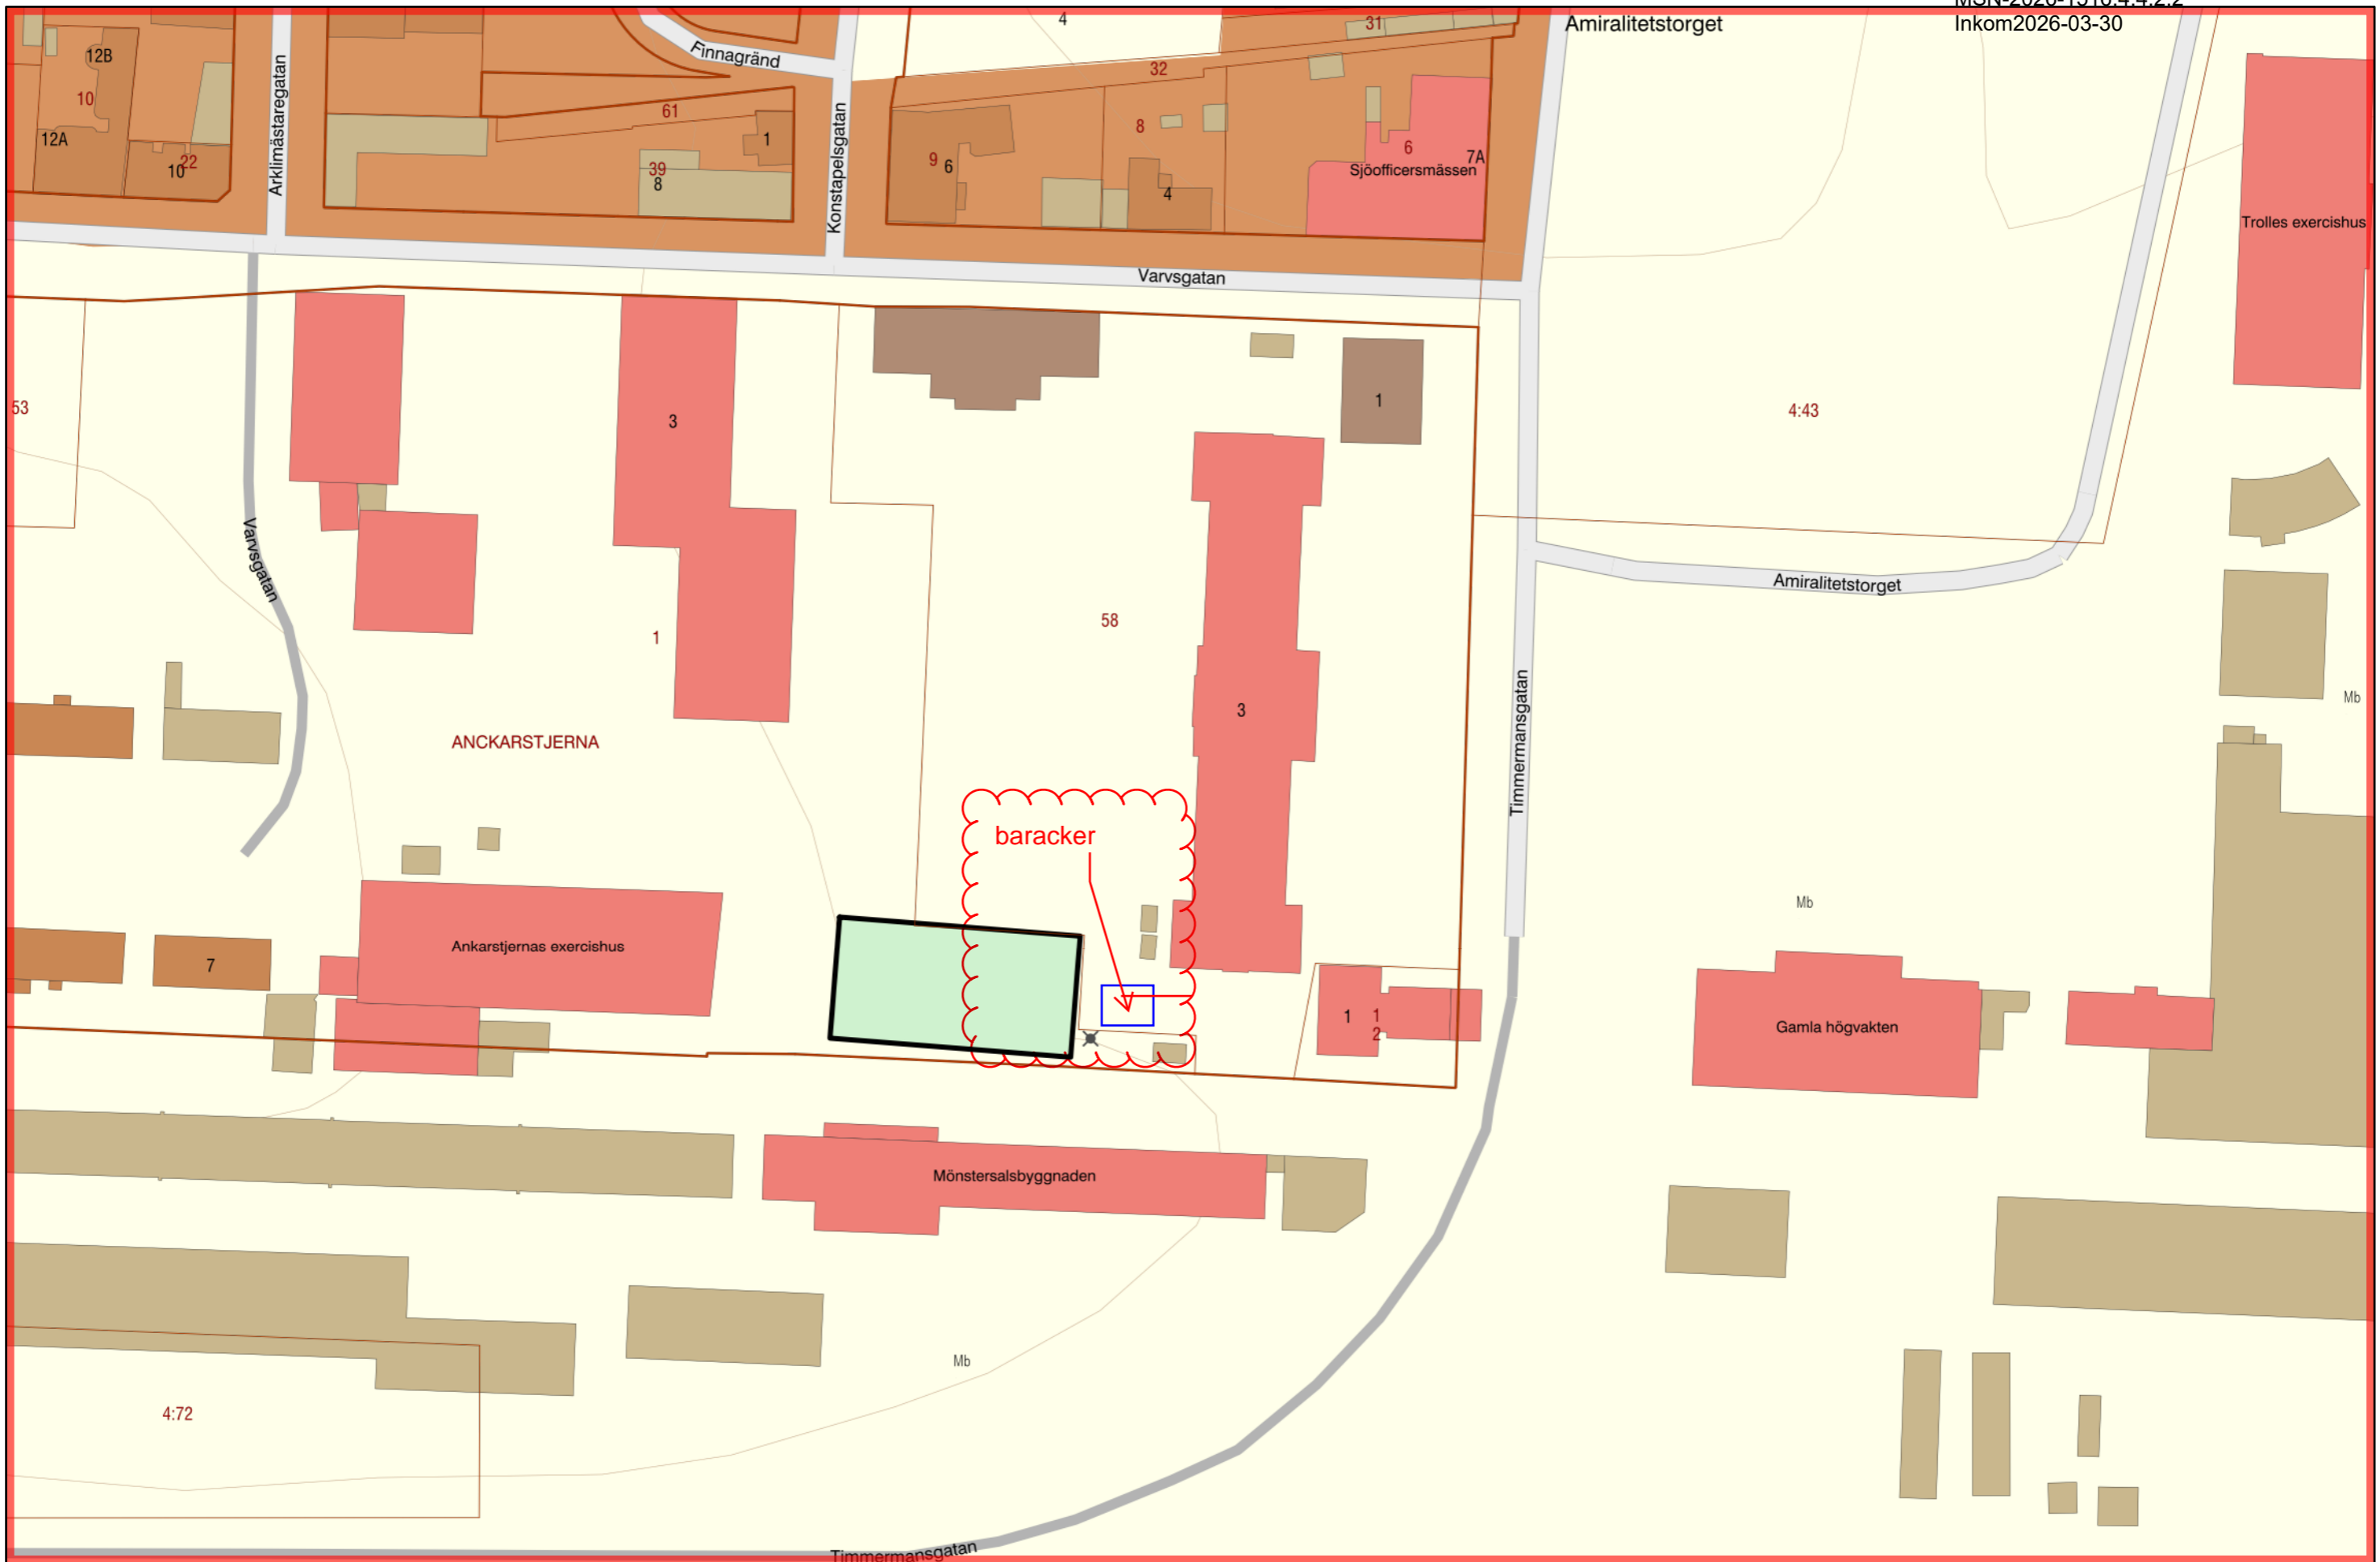 Inkom2026-03-30
Amiralitetstorget
4
31
12B
Finnagränd
32
10
Arklimästaregatan
61
Konstapelsgatan
8
12A
1
9
6
6
7A
22
10
39
8
Sjöofficersmässen
4
Trolles exercishus
Varvsgatan
53
3
1
4:43
Varvsgatan
Amiralitetstorget
58
1
Timmermansgatan
Mb
3
ANCKARSTJERNA
baracker
Mb
Ankarstjernas exercishus
7
1
1
2
Gamla högvakten
Mönstersalsbyggnaden
Mb
4:72
Timmermansgatan